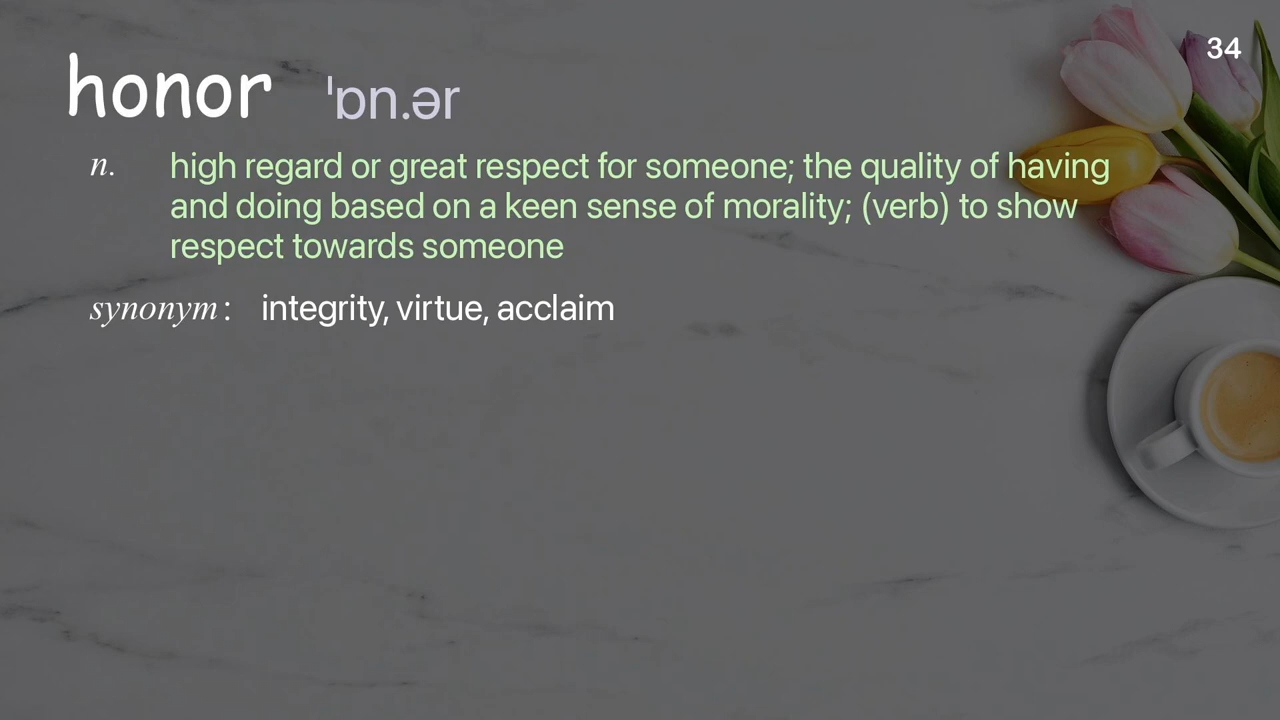 34
honor ˈɒn.ər
n. high regard or great respect for someone; the quality of having
and doing based on a keen sense of morality; (verb) to show
respect towards someone
synonym: integrity, virtue, acclaim